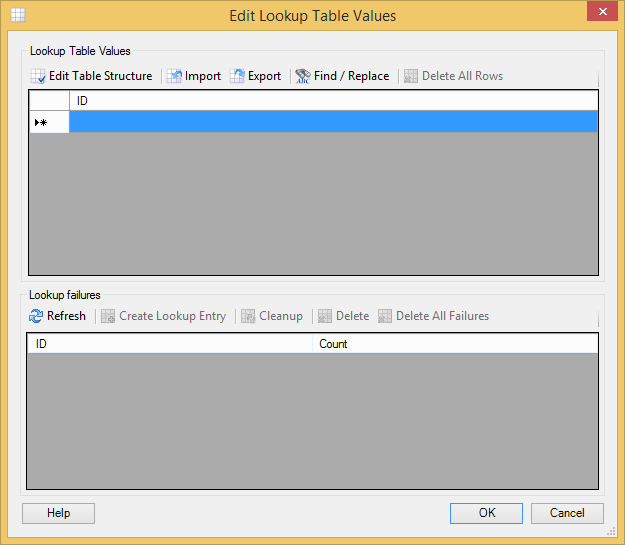 Edit Lookup Table Values
Lookup Table Values
Edit Table Structure Import Export Find / Replace Delete All Rows
ID
Lookup failures
Refresh Create Lookup Entry Cleanup Delete Delete All Failures
ID Count
Help OK Cancel